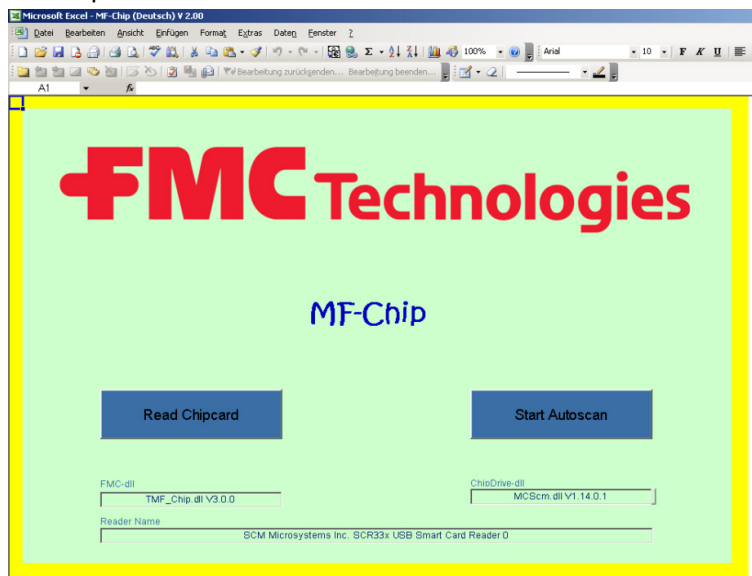 Microsoft Excel - MF-Chip (Deutsch) V 2.00
Datei Bearbeiten Ansicht Einfügen Format Extras Daten Fenster ?
100% Arial 10 F K U
Bearbeitung zurückgenden... Bearbeitung beenden...
A1 fx
FMC Technologies
MF-Chip
Read Chipcard Start Autoscan
FMC-dll ChipDrive-dll
TMF_Chip.dll V3.0.0 MCScm.dll V1.14.0.1
Reader Name
SCM Microsystems Inc. SCR33x USB Smart Card Reader 0